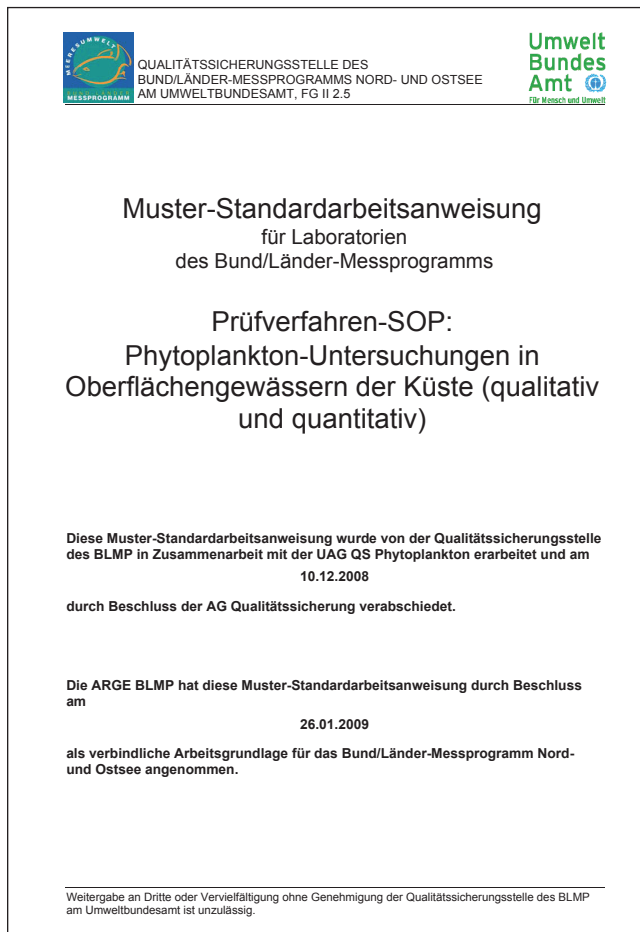 MEERESUMWELT
BUND LÄNDER
MESSPROGRAMM
QUALITÄTSSICHERUNGSSTELLE DES
BUND/LÄNDER-MESSPROGRAMMS NORD- UND OSTSEE
AM UMWELTBUNDESAMT, FG II 2.5
Umwelt
Bundes
Amt
Für Mensch und Umwelt
Muster-Standardarbeitsanweisung
für Laboratorien
des Bund/Länder-Messprogramms
Prüfverfahren-SOP:
Phytoplankton-Untersuchungen in
Oberflächengewässern der Küste (qualitativ
und quantitativ)
Diese Muster-Standardarbeitsanweisung wurde von der Qualitätssicherungsstelle
des BLMP in Zusammenarbeit mit der UAG QS Phytoplankton erarbeitet und am
10.12.2008
durch Beschluss der AG Qualitätssicherung verabschiedet.
Die ARGE BLMP hat diese Muster-Standardarbeitsanweisung durch Beschluss
am
26.01.2009
als verbindliche Arbeitsgrundlage für das Bund/Länder-Messprogramm Nord-
und Ostsee angenommen.
Weitergabe an Dritte oder Vervielfältigung ohne Genehmigung der Qualitätssicherungsstelle des BLMP
am Umweltbundesamt ist unzulässig.